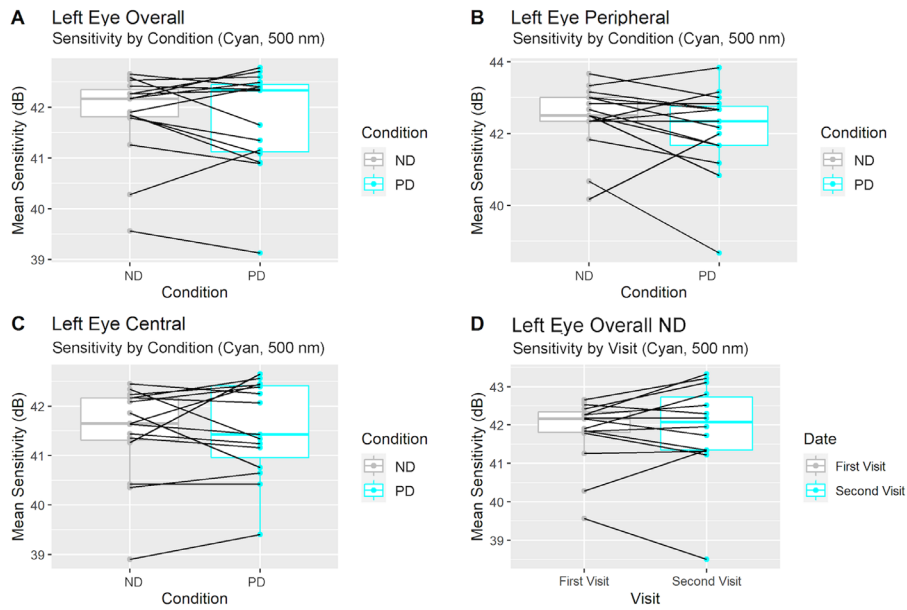 A
Left Eye Overall
Sensitivity by Condition (Cyan, 500 nm)
Mean Sensitivity (dB)
42
41
40
39
ND
PD
Condition
Condition
ND
PD
B
Left Eye Peripheral
Sensitivity by Condition (Cyan, 500 nm)
Mean Sensitivity (dB)
44
42
40
ND
PD
Condition
Condition
ND
PD
C
Left Eye Central
Sensitivity by Condition (Cyan, 500 nm)
Mean Sensitivity (dB)
42
41
40
39
ND
PD
Condition
Condition
ND
PD
D
Left Eye Overall ND
Sensitivity by Visit (Cyan, 500 nm)
Mean Sensitivity (dB)
43
42
41
40
39
First Visit
Second Visit
Visit
Date
First Visit
Second Visit